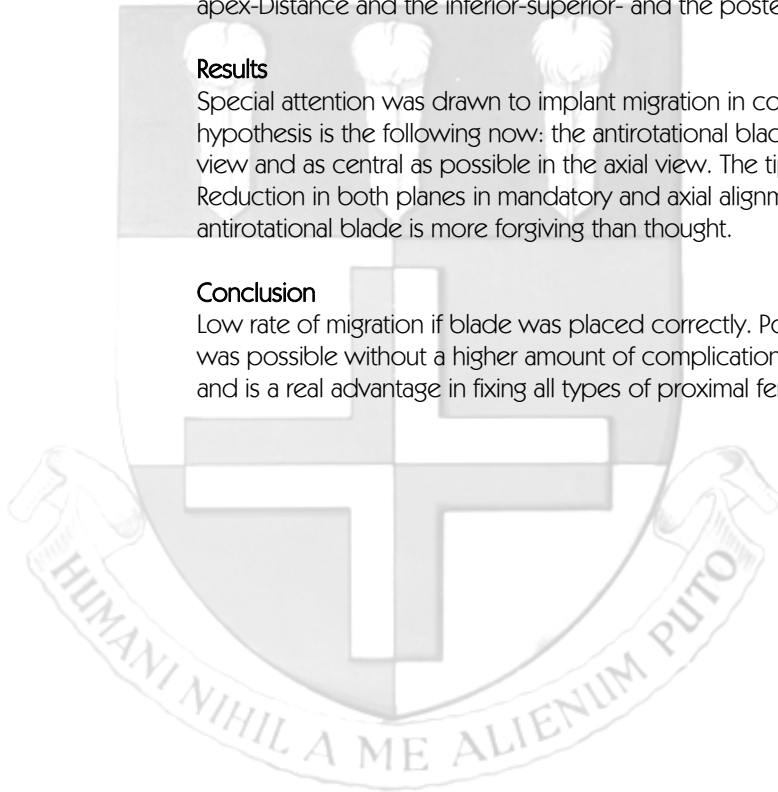 apex-Distance and the inferior-superior- and the poste
Results
Special attention was drawn to implant migration in co
hypothesis is the following now: the antirotational blad
view and as central as possible in the axial view. The ti
Reduction in both planes in mandatory and axial alignm
antirotational blade is more forgiving than thought.
Conclusion
Low rate of migration if blade was placed correctly. Po
was possible without a higher amount of complication
and is a real advantage in fixing all types of proximal fe
HUMANI NIHIL A ME ALIENUM PUTO